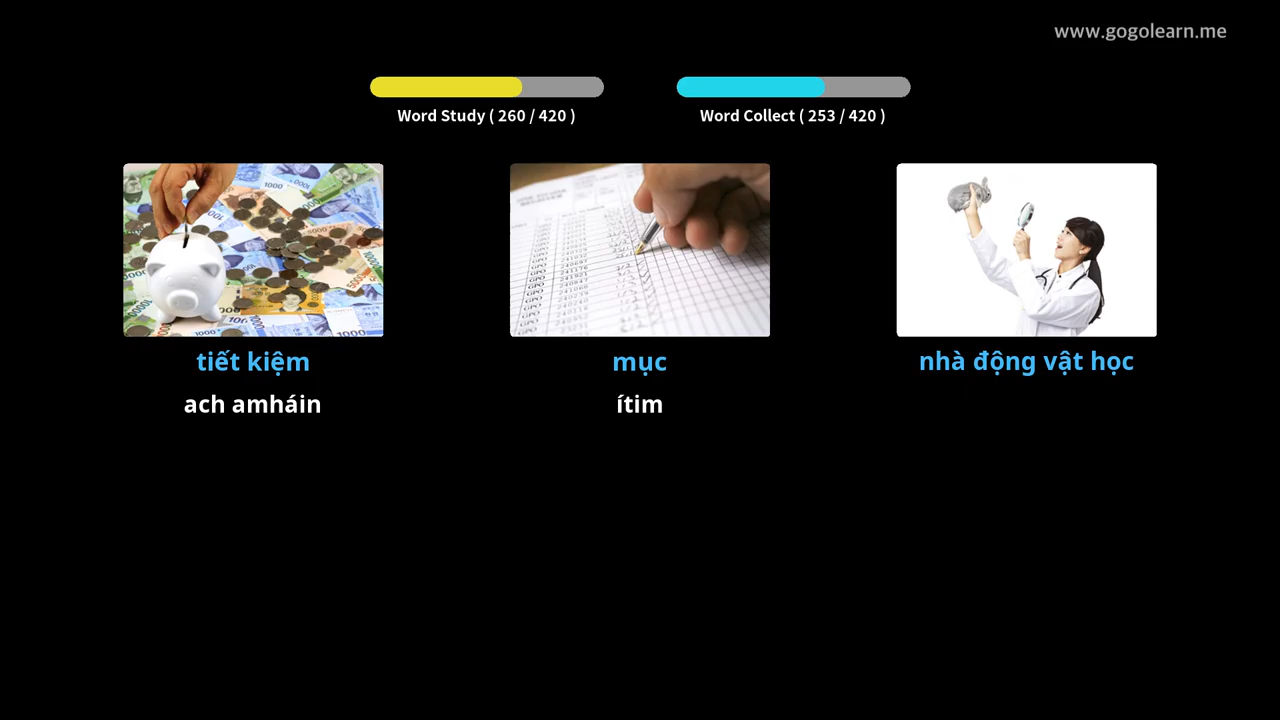 www.gogolearn.me
Word Study ( 260 / 420 )
Word Collect ( 253 / 420 )
tiết kiệm
mục
nhà động vật học
ach amháin
ítim